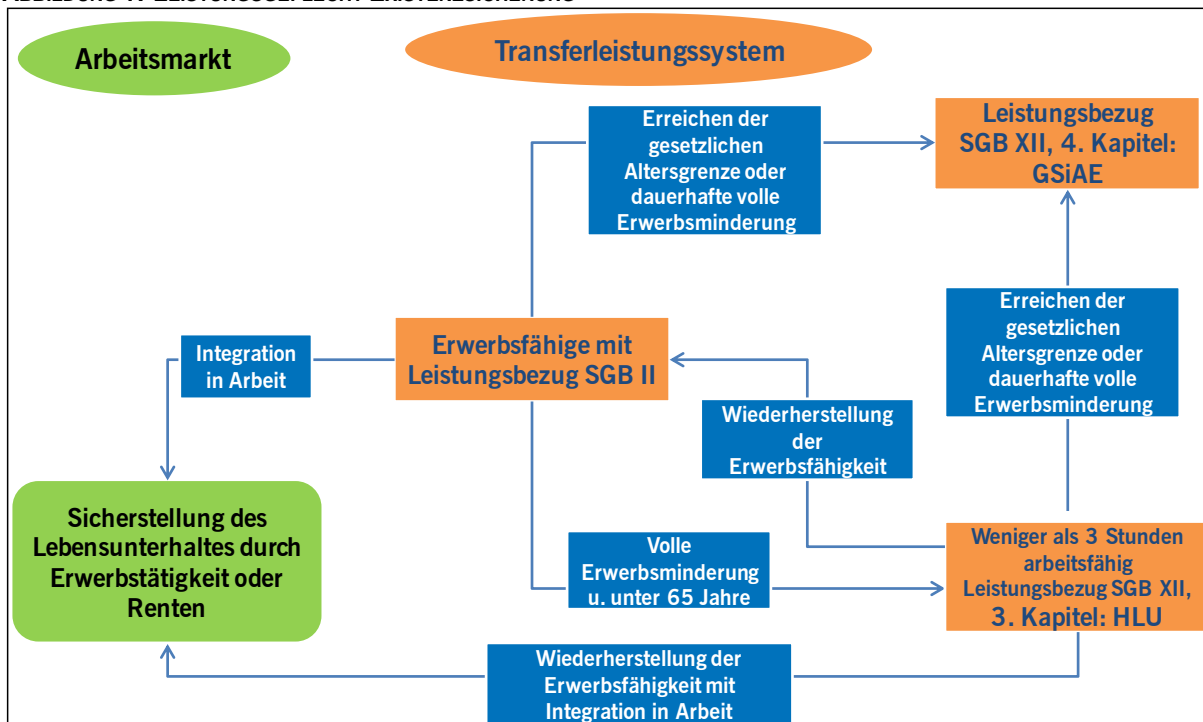 Arbeitsmarkt
Transferleistungssystem
Erreichen der
gesetzlichen
Altersgrenze oder
dauerhafte volle
Erwerbsminderung
Leistungsbezug
SGB XII, 4. Kapitel:
GSiAE
Erreichen der
gesetzlichen
Altersgrenze oder
dauerhafte volle
Erwerbsminderung
Integration
in Arbeit
Erwerbsfähige mit
Leistungsbezug SGB II
Wiederherstellung
der
Erwerbsfähigkeit
Sicherstellung des
Lebensunterhaltes durch
Erwerbstätigkeit oder
Renten
Volle
Erwerbsminderung
u. unter 65 Jahre
Weniger als 3 Stunden
arbeitsfähig
Leistungsbezug SGB XII,
3. Kapitel: HLU
Wiederherstellung der
Erwerbsfähigkeit mit
Integration in Arbeit